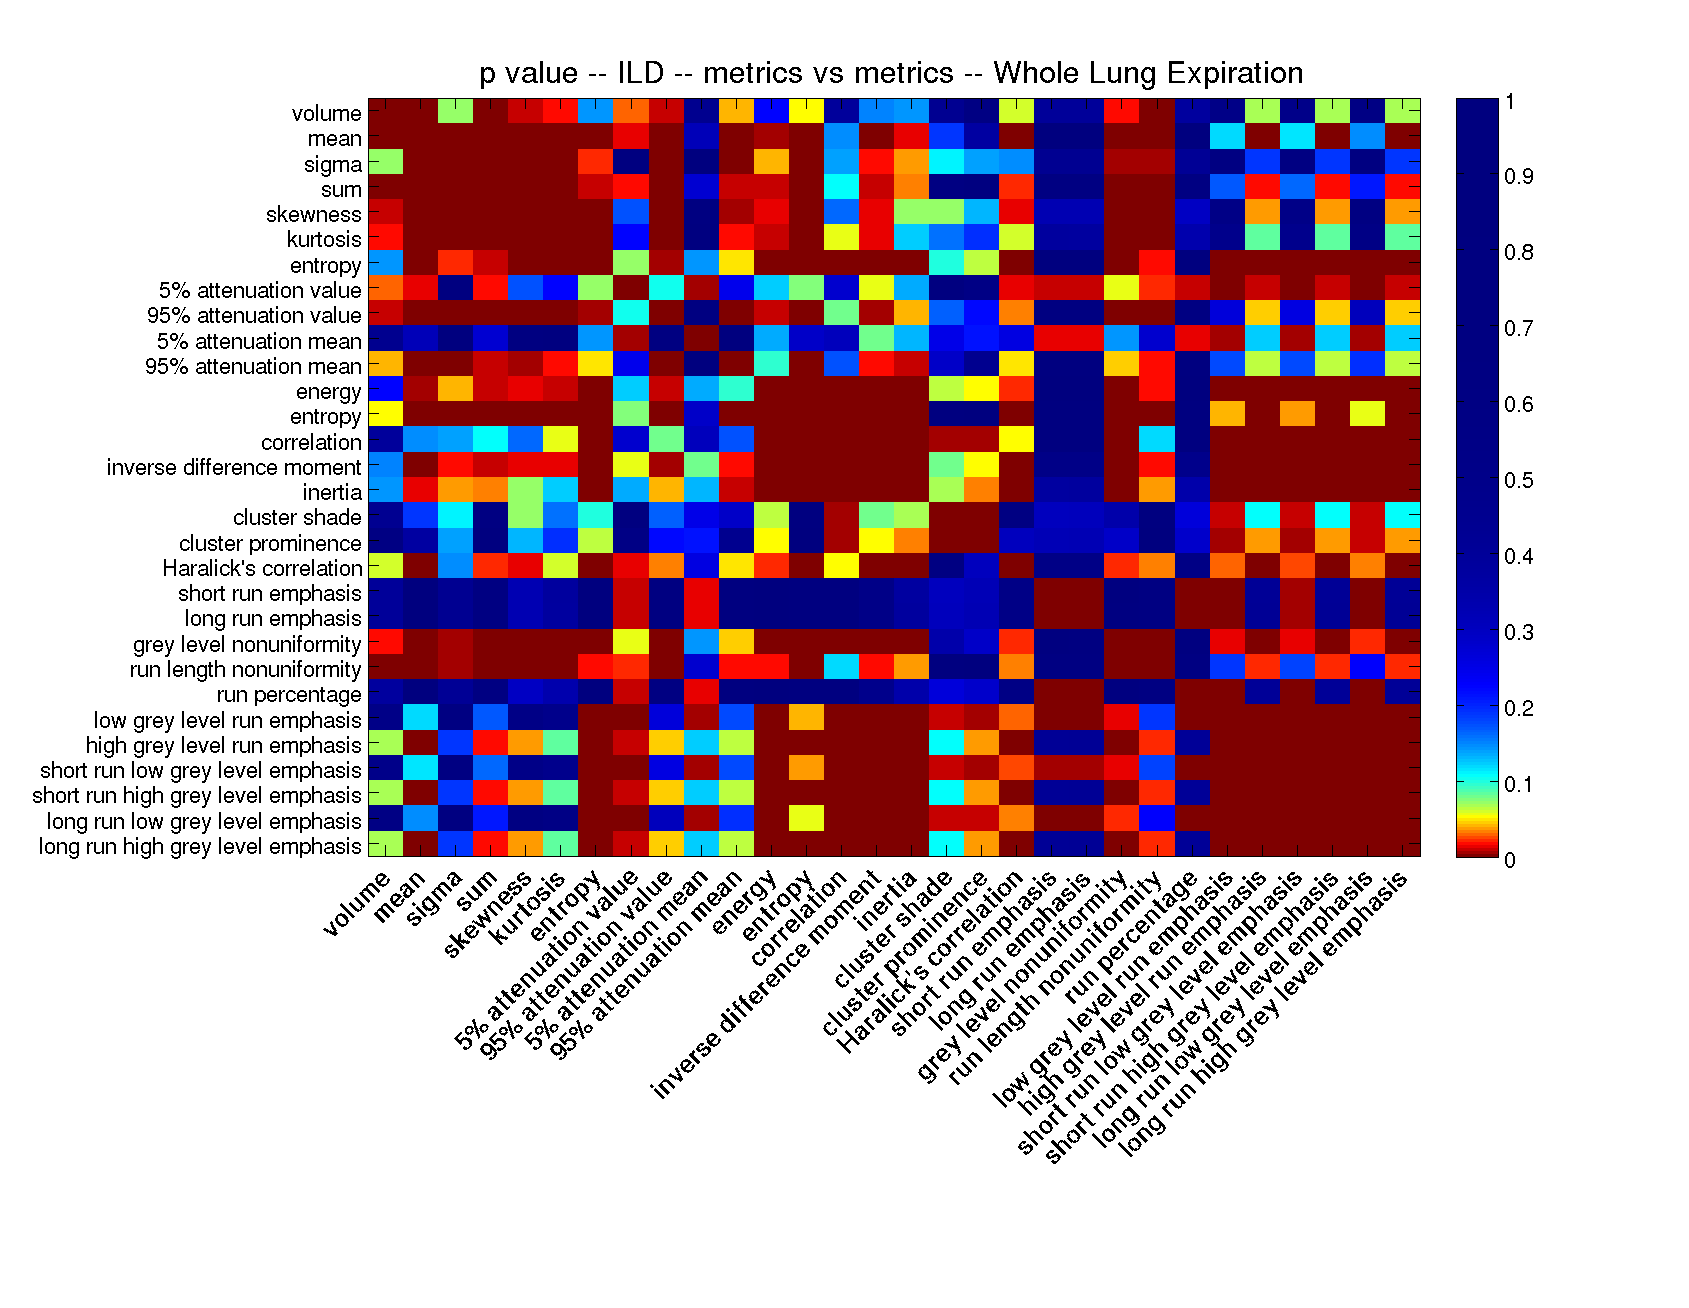 p value -- ILD -- metrics vs metrics -- Whole Lung Expiration
volume
mean
sigma
sum
skewness
kurtosis
entropy
5% attenuation value
95% attenuation value
5% attenuation mean
95% attenuation mean
energy
entropy
correlation
inverse difference moment
inertia
cluster shade
cluster prominence
Haralick's correlation
short run emphasis
long run emphasis
grey level nonuniformity
run length nonuniformity
run percentage
low grey level run emphasis
high grey level run emphasis
short run low grey level emphasis
short run high grey level emphasis
long run low grey level emphasis
long run high grey level emphasis
1
0.9
0.8
0.7
0.6
0.5
0.4
0.3
0.2
0.1
0
volume
mean
sigma
sum
skewness
kurtosis
entropy
5% attenuation value
95% attenuation value
5% attenuation mean
95% attenuation mean
energy
entropy
correlation
inverse difference moment
inertia
cluster shade
cluster prominence
Haralick's correlation
short run emphasis
long run emphasis
grey level nonuniformity
run length nonuniformity
run percentage
low grey level run emphasis
high grey level run emphasis
short run low grey level emphasis
short run high grey level emphasis
long run low grey level emphasis
long run high grey level emphasis